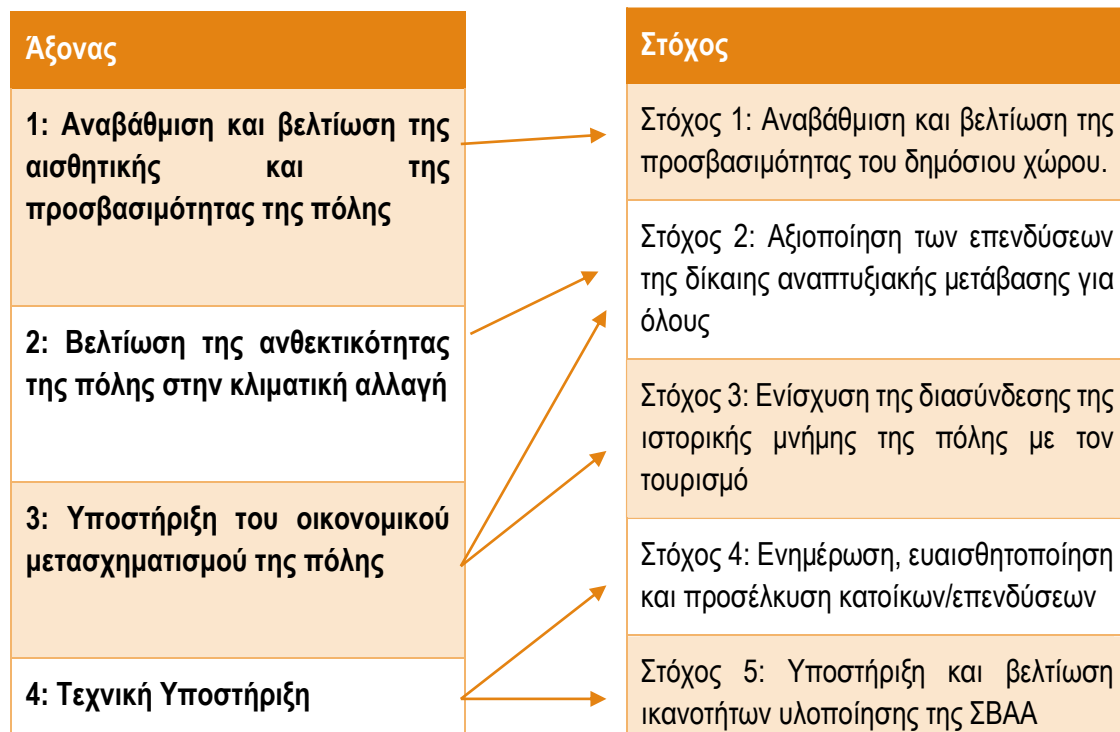 Άξονας
1: Αναβάθμιση και βελτίωση της
αισθητικής και της
προσβασιμότητας της πόλης
2: Βελτίωση της ανθεκτικότητας
της πόλης στην κλιματική αλλαγή
3: Υποστήριξη του οικονομικού
μετασχηματισμού της πόλης
4: Τεχνική Υποστήριξη
Στόχος
Στόχος 1: Αναβάθμιση και βελτίωση της
προσβασιμότητας του δημόσιου χώρου.
Στόχος 2: Αξιοποίηση των επενδύσεων
της δίκαιης αναπτυξιακής μετάβασης για
όλους
Στόχος 3: Ενίσχυση της διασύνδεσης της
ιστορικής μνήμης της πόλης με τον
τουρισμό
Στόχος 4: Ενημέρωση, ευαισθητοποίηση
και προσέλκυση κατοίκων/επενδύσεων
Στόχος 5: Υποστήριξη και βελτίωση
ικανοτήτων υλοποίησης της ΣΒΑΑ